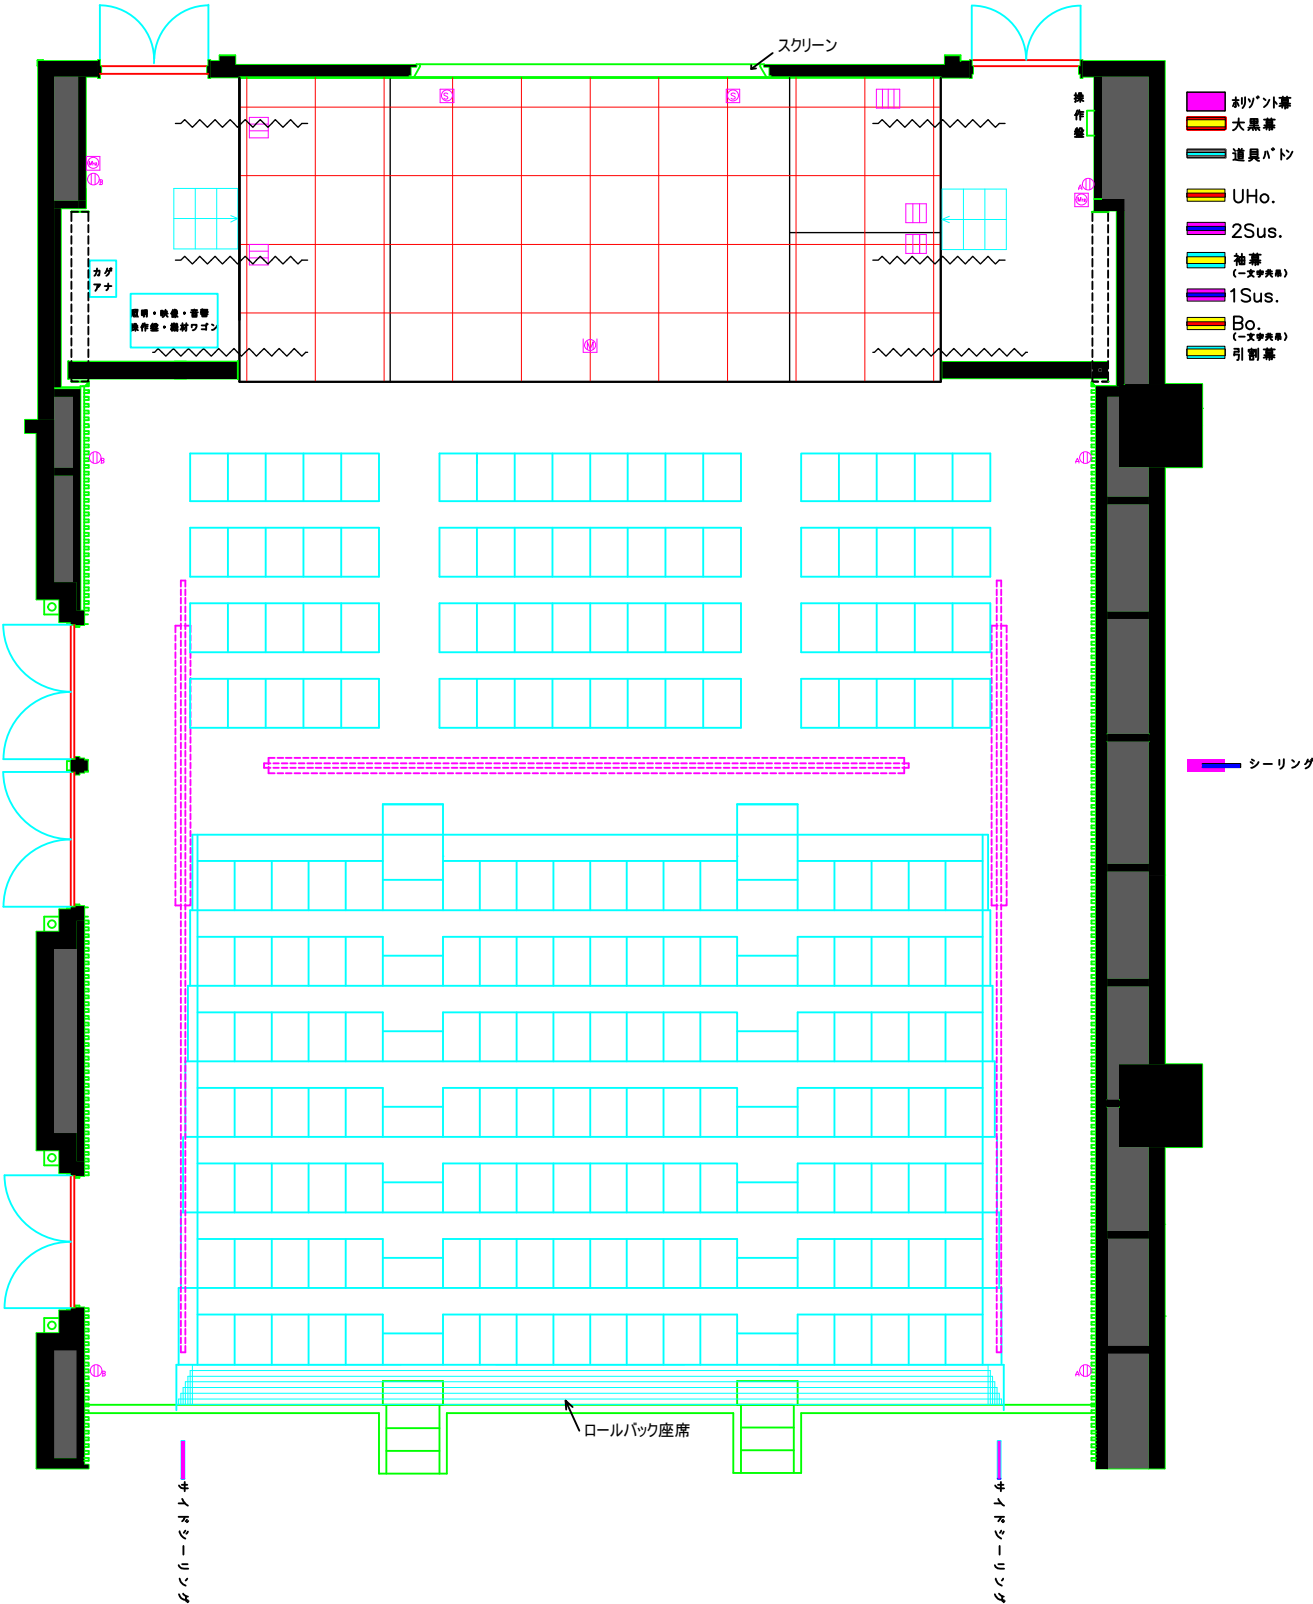 スクリーン
操作盤
ホリゾント幕
大黒幕
道具バトン
UHo.
2Sus.
袖幕
(一文字共吊)
1Sus.
Bo.
(一文字共吊)
引割幕
カゲ
アナ
照明・映像・音響
操作盤・機材ワゴン
シーリング
ロールバック座席
サイドシーリング
サイドシーリング